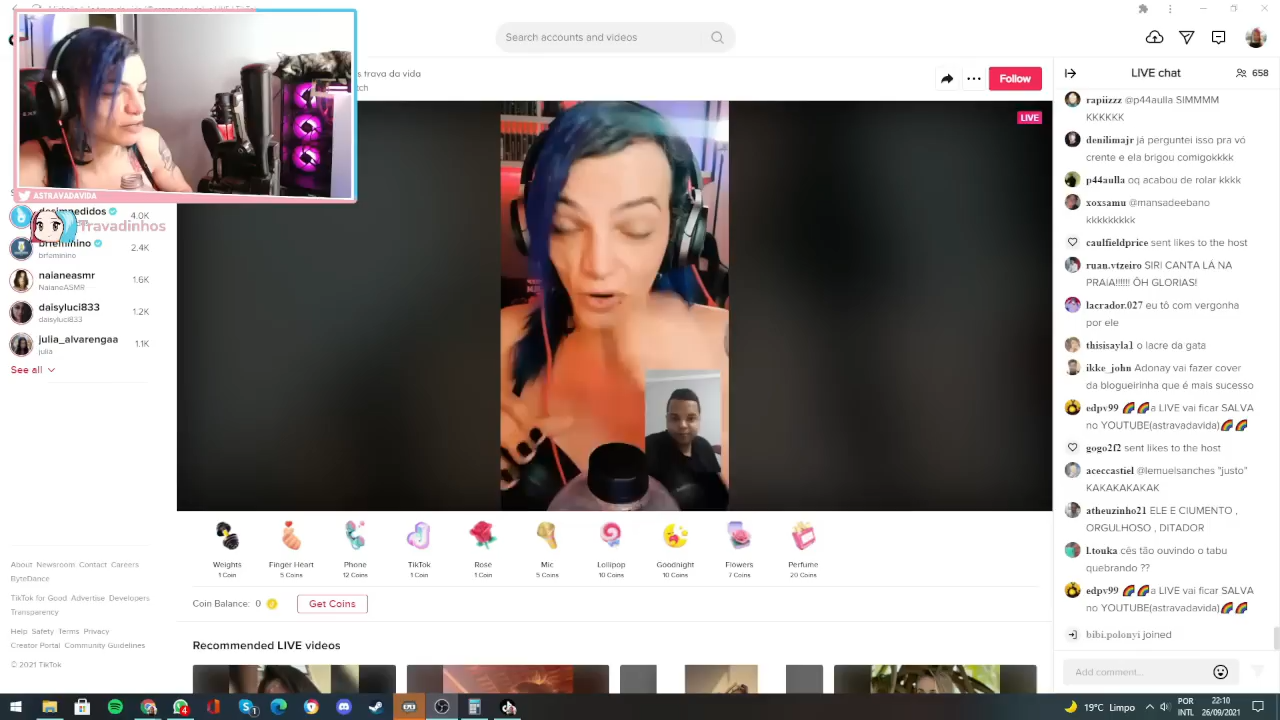 Search accounts and videos
s trava da vida
tch
Follow
LIVE chat
658
ASTRAVADAVIDA
Travadinhos
4.0K
brfeminino
brfeminino
2.4K
naianeasmr
NaianeASMR
1.6K
daisyluci833
daisyluci833
1.2K
julia_alvarengaa
julia
1.1K
See all
About Newsroom Contact Careers
ByteDance
TikTok for Good Advertise Developers
Transparency
Help Safety Terms Privacy
Creator Portal Community Guidelines
© 2021 TikTok
LIVE
Weights
1 Coin
Finger Heart
5 Coins
Phone
12 Coins
TikTok
1 Coin
Rose
1 Coin
Mic
5 Coins
Lollipop
10 Coins
Goodnight
10 Coins
Flowers
7 Coins
Perfume
20 Coins
Coin Balance: 0
Get Coins
Recommended LIVE videos
rapiizzz @p44aulla SIMMMM
KKKKKK
denilimajr já perguntei isso pra vó
crente e ela brigou comigokkkk
p44aulla oq acabou de rolar kkkk
xoxsamu @mansadeebano
kkkkkkkkk
caulfieldprice sent likes to the host
ruan.vtzeiro SIRI CANTA LÁ NA
PRAIA!!!!!! ÔH GLORIAS!
lacrador.027 eu tô com vergonha
por ele
thisisayla1 o lacre da gata
ikke_john Adonay vai fazer cover
da blogueirinha que é mais sucesso
edpv99 🌈🌈a LIVE vai ficar SALVA
no YOUTUBE(astravadavida)🌈🌈
gogo2f2 sent likes to the host
aceccastiel @lemuelsanches "justo"
KAKAKAKAKAK
atheuzinho21 ELE E CIUMENTO ,
ORGULHOSO , DITADOR
l.touka cês tão ouvindo o tabu
quebrando ??
edpv99 🌈🌈a LIVE vai ficar SALVA
no YOUTUBE(astravadavida)🌈🌈
bibi.polonyi joined
Add comment...
4
1
19°C Limpo
POR
INTL
22:10
26/09/2021